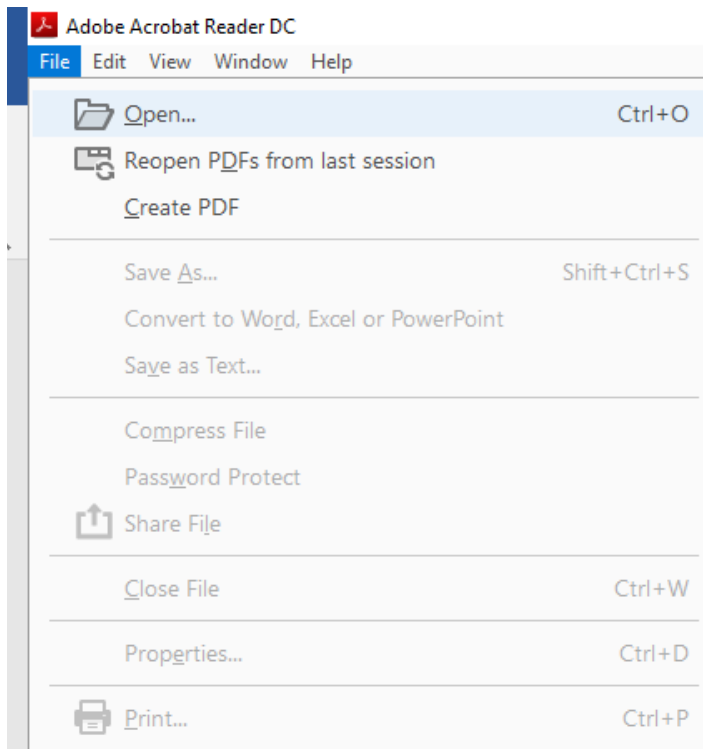 Adobe Acrobat Reader DC
File Edit View Window Help
Open... Ctrl+O
Reopen PDFs from last session
Create PDF
Save As... Shift+Ctrl+S
Convert to Word, Excel or PowerPoint
Save as Text...
Compress File
Password Protect
Share File
Close File Ctrl+W
Properties... Ctrl+D
Print... Ctrl+P